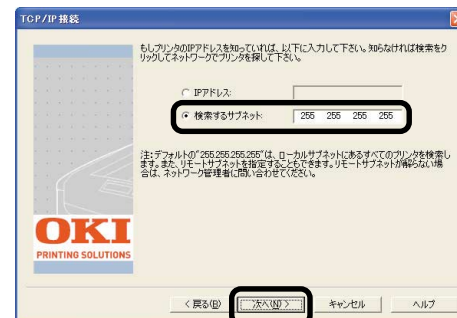 TCP/IP接続
もしプリンタのIPアドレスを知っていれば、以下に入力して下さい。知らなければ検索をク
リックしてネットワークでプリンタを探して下さい。
IPアドレス:
検索するサブネット: 255 255 255 255
注:デフォルトの"255.255.255.255"は、ローカルサブネットにあるすべてのプリンタを検索し
ます。また、リモートサブネットを指定することもできます。リモートサブネットが解らない場
合は、ネットワーク管理者に問い合わせてください。
OKI
PRINTING SOLUTIONS
< 戻る(B) 次へ(N) > キャンセル ヘルプ